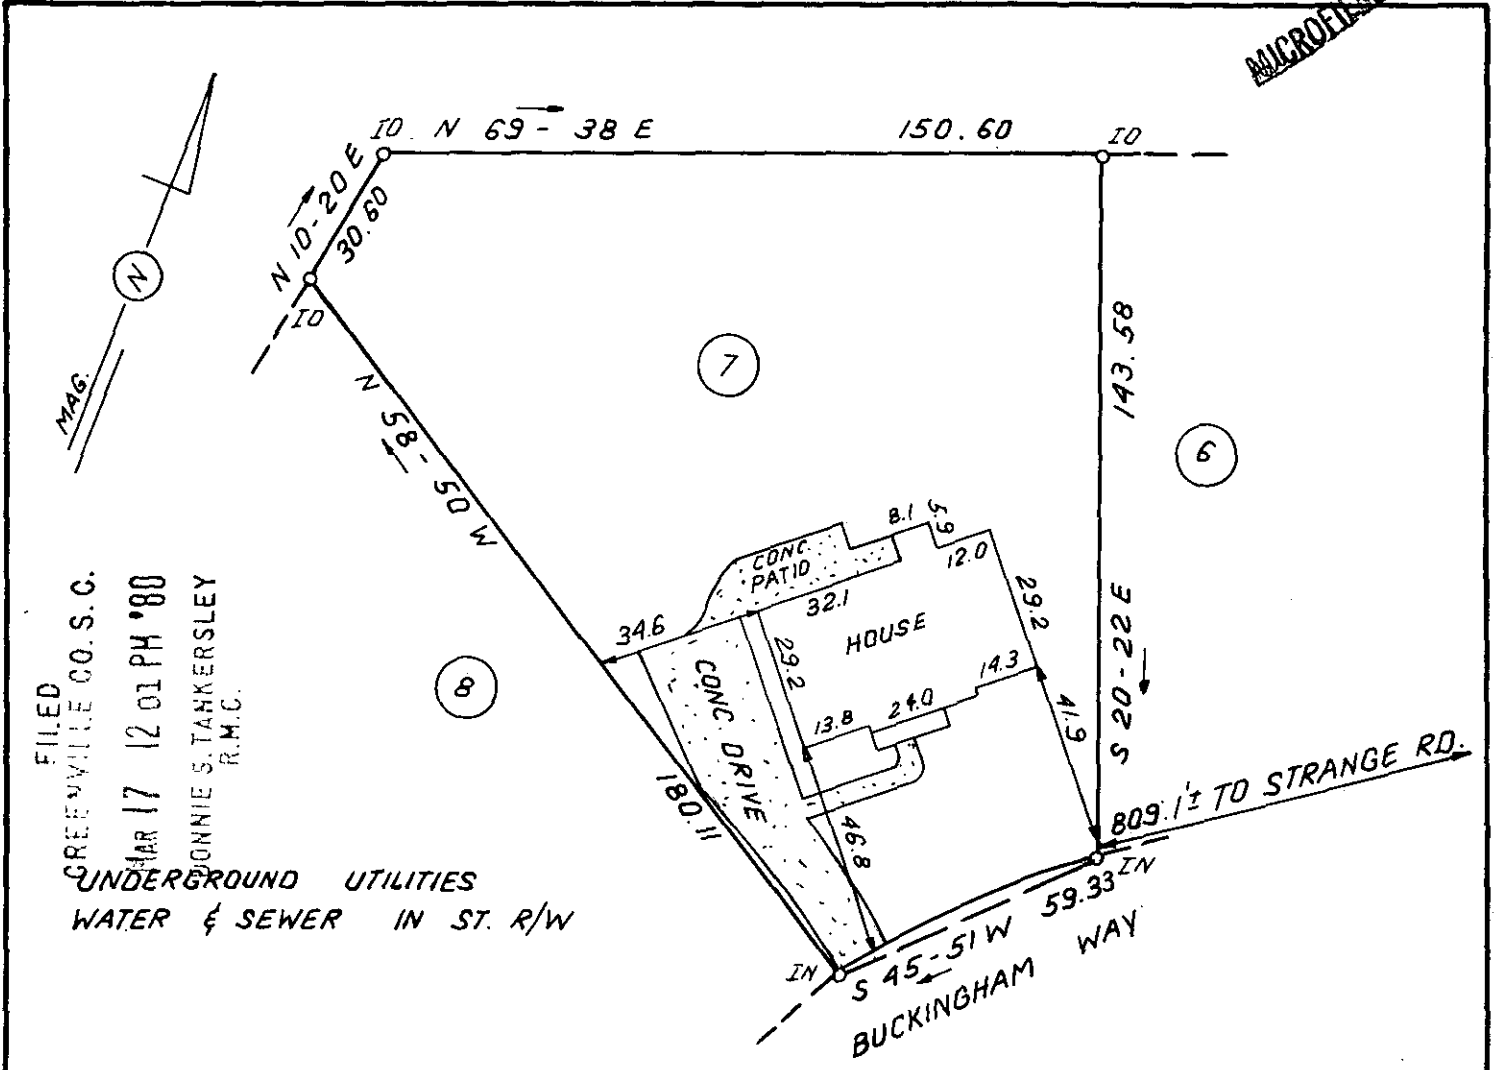 IO
N 69 - 38 E
150.60
IO
N 10-20 E
30.60
IO
N
MAG.
7
143.58
6
N 58 - 50 W
180.11
8
CONC. PATIO
8.1
5.9
12.0
32.1
34.6
HOUSE
29.2
29.2
14.3
24.0
13.8
CONC DRIVE
41.9
46.8
S 20-22 E
809.1'± TO STRANGE RD.
IN
59.33
S 45-51 W
IN
BUCKINGHAM WAY
FILED
GREENVILLE CO. S. C.
MAR 17 12 01 PM '80
DONNIE S. TANKERSLEY
R.M.C.
UNDERGROUND UTILITIES
WATER & SEWER IN ST. R/W